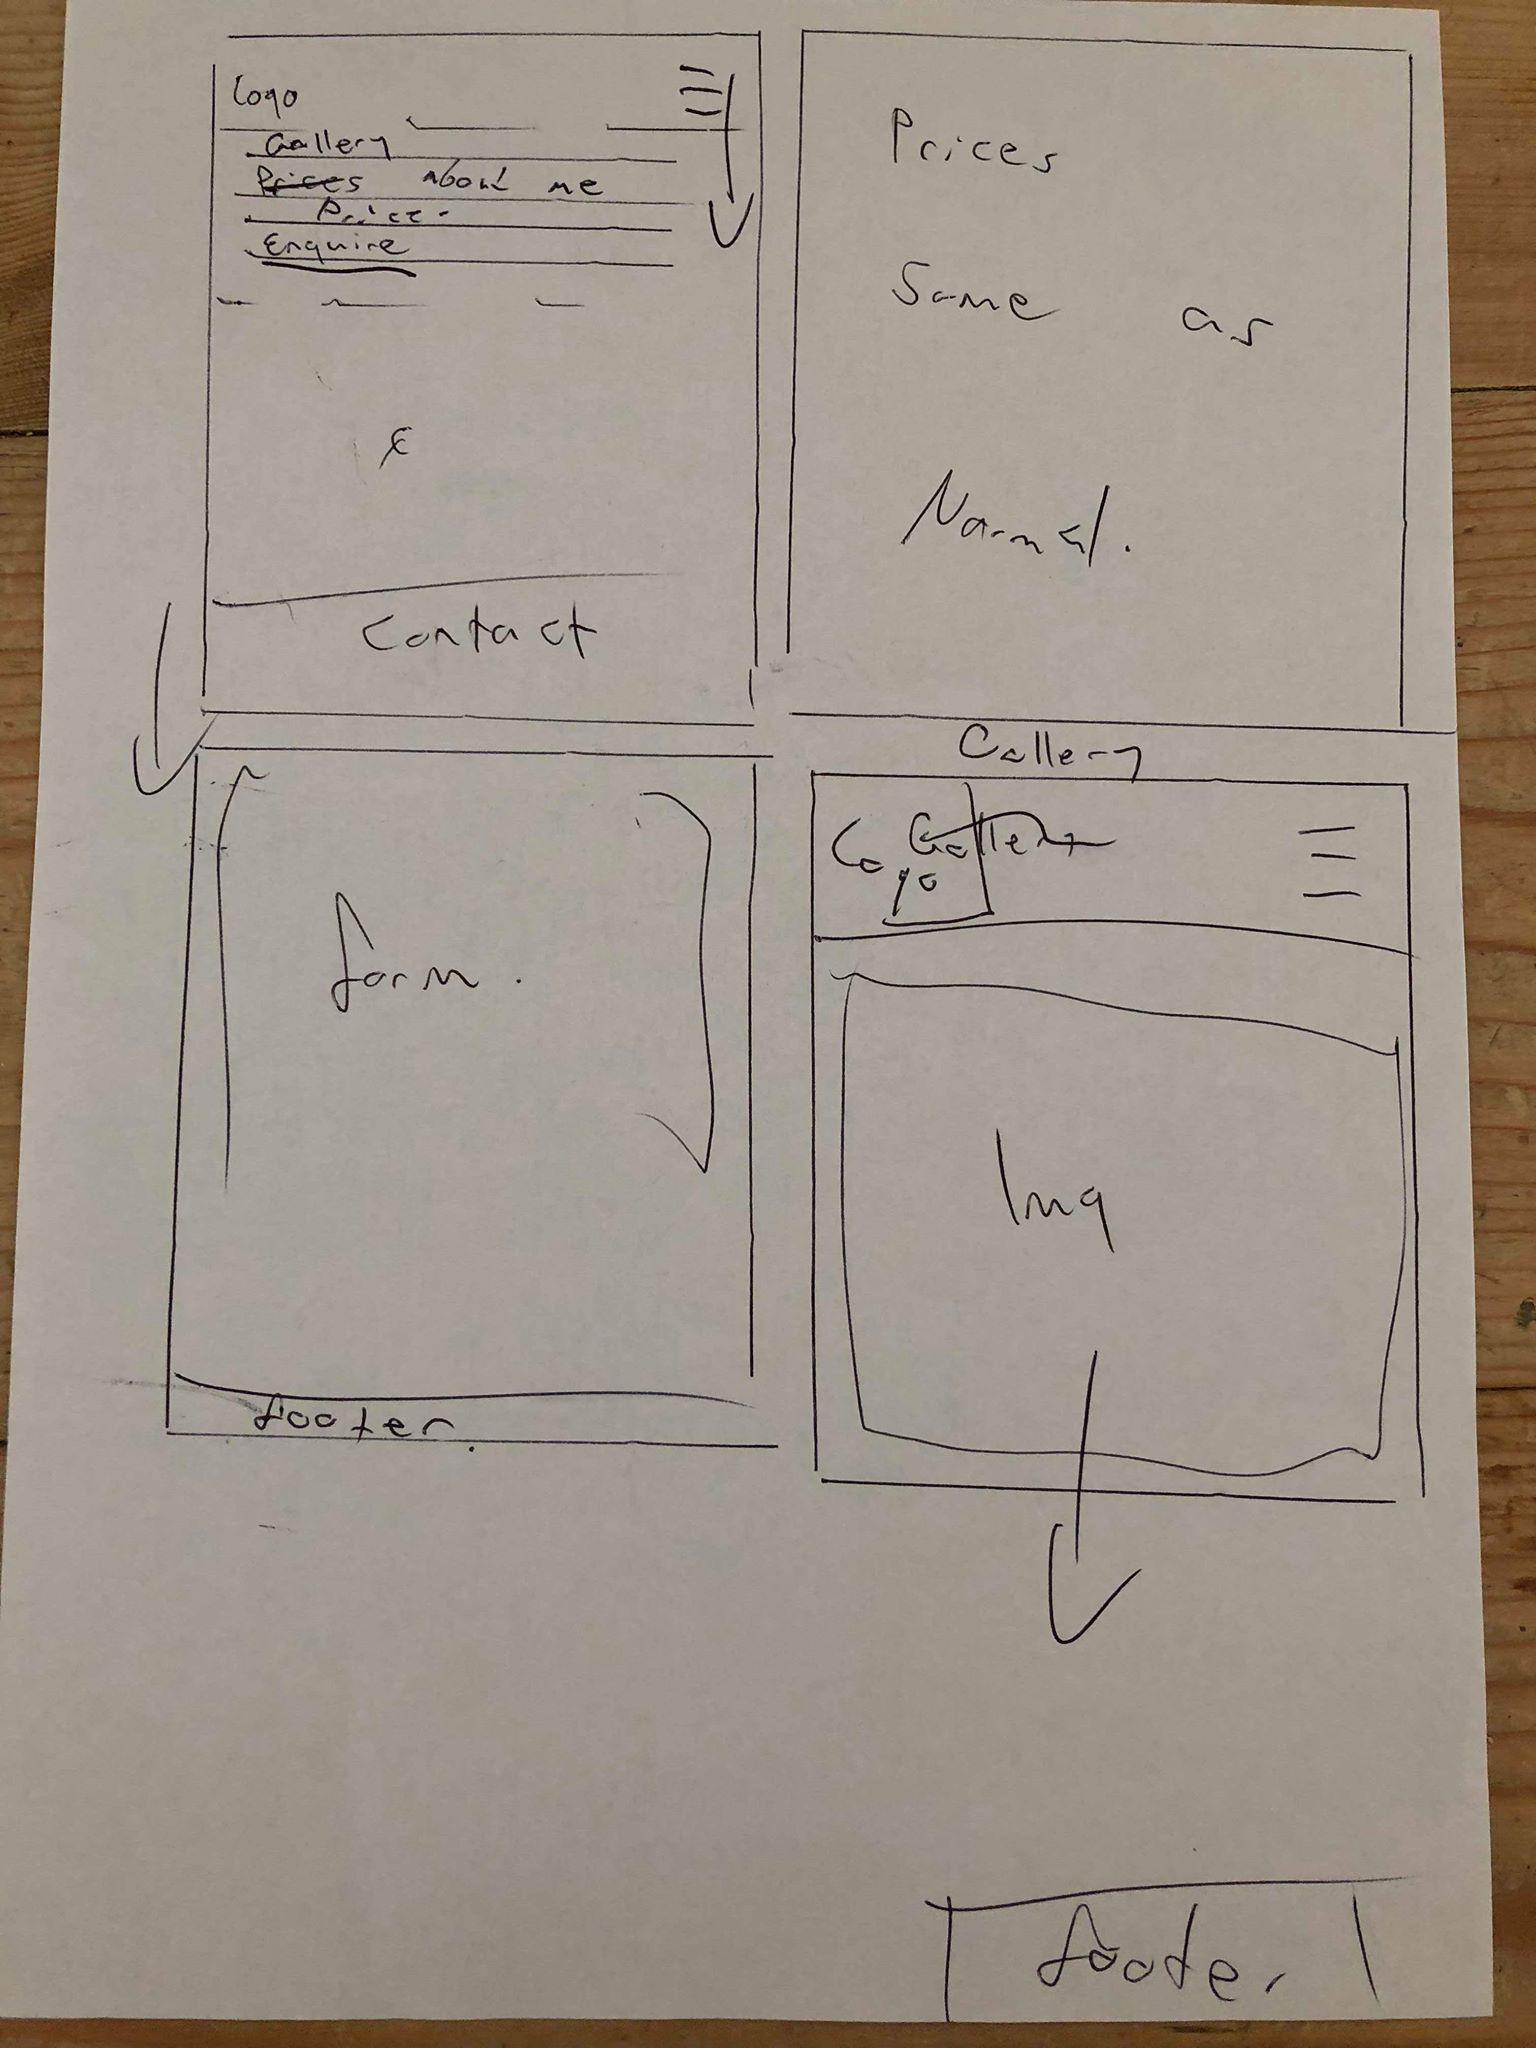 Logo
Gallery
Prices About me
Price
Enquire
Contact
Prices
Same as
Normal.
form.
footer.
Gallery
Logo Gallery
Img
footer